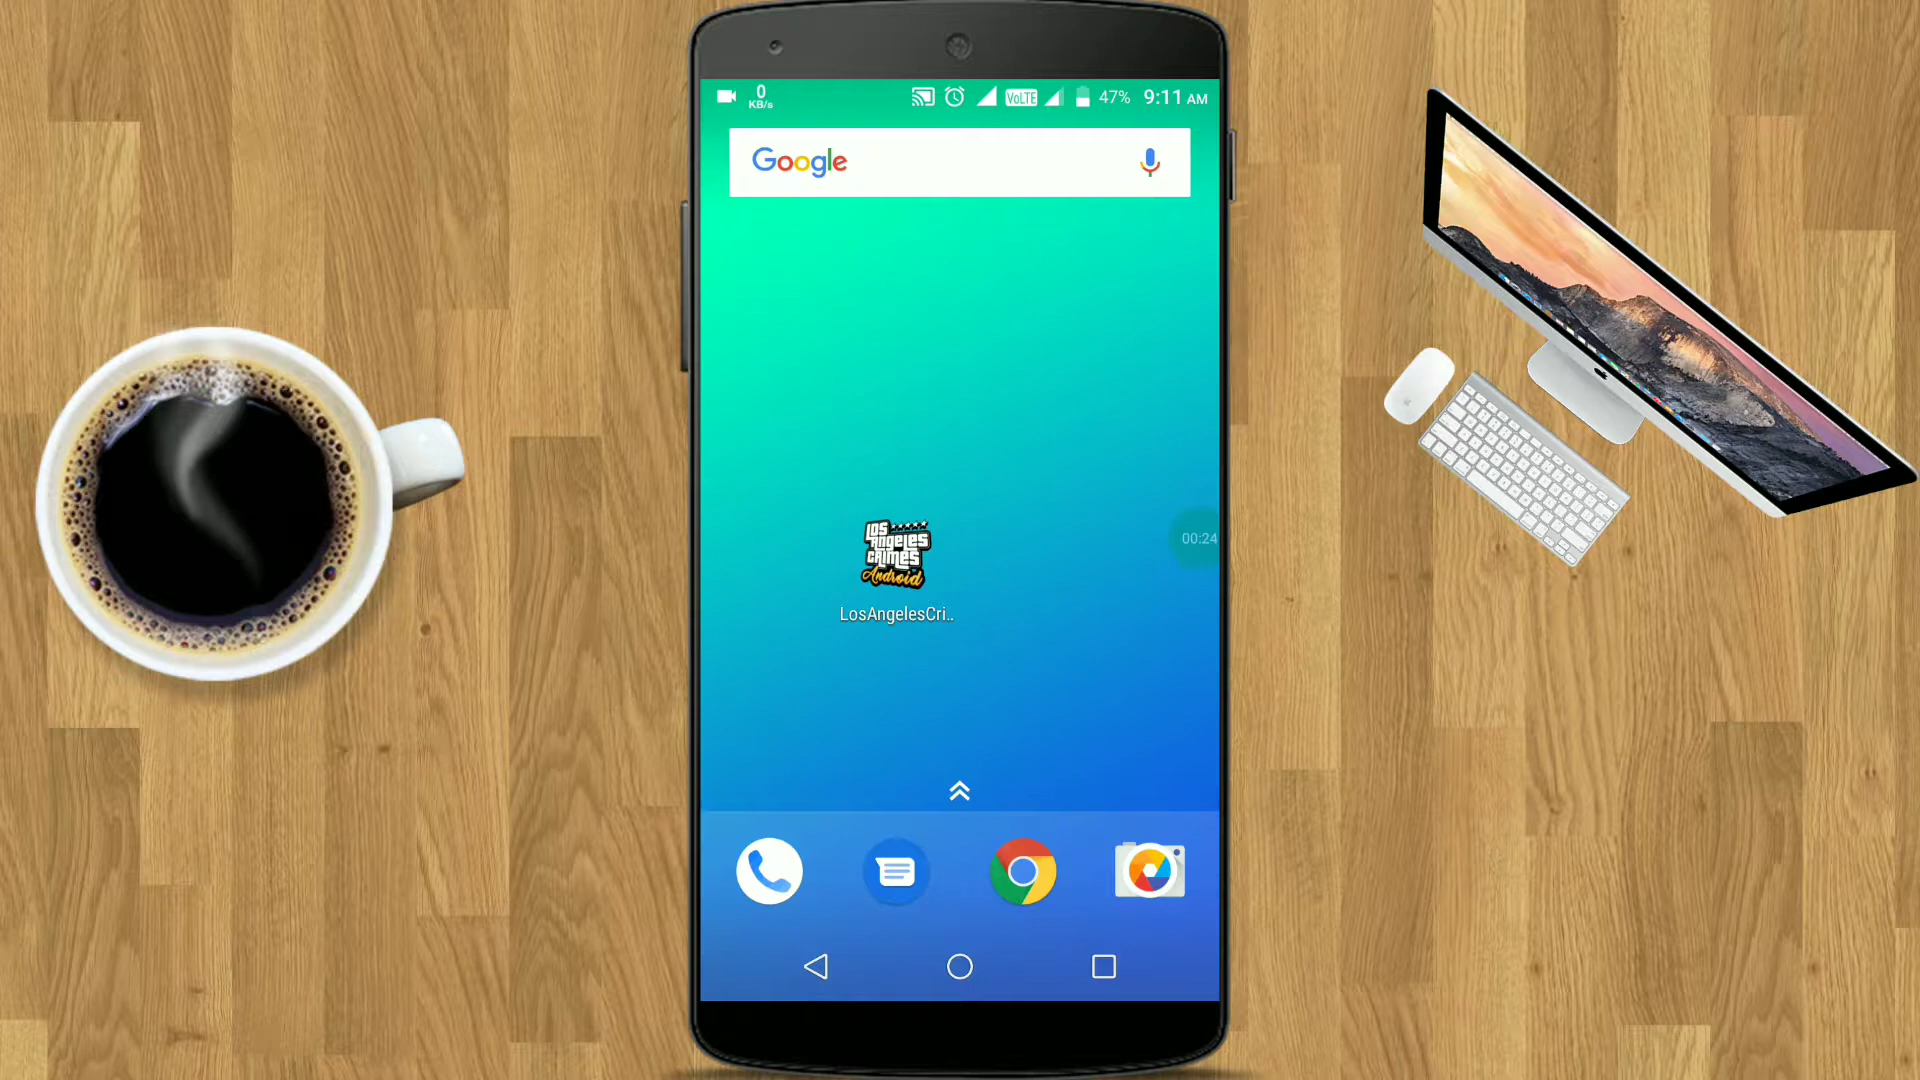 0
KB/s
VoLTE
47%
9:11 AM
Google
LOS
ANGELES
CRIMES
Android
00:24
LosAngelesCri..